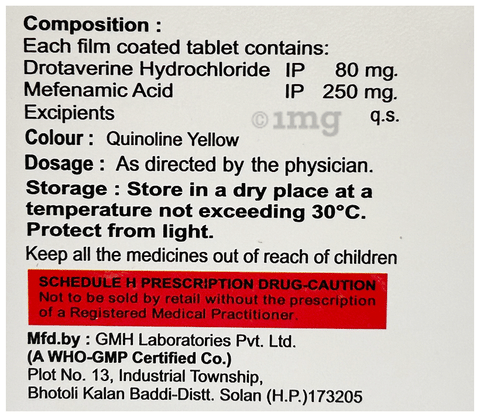 Composition :
Each film coated tablet contains:
Drotaverine Hydrochloride IP 80 mg.
Mefenamic Acid IP 250 mg.
Excipients q.s.
©1mg
Colour : Quinoline Yellow
Dosage : As directed by the physician.
Storage : Store in a dry place at a
temperature not exceeding 30°C.
Protect from light.
Keep all the medicines out of reach of children
SCHEDULE H PRESCRIPTION DRUG-CAUTION
Not to be sold by retail without the prescription
of a Registered Medical Practitioner.
Mfd.by : GMH Laboratories Pvt. Ltd.
(A WHO-GMP Certified Co.)
Plot No. 13, Industrial Township,
Bhotoli Kalan Baddi-Distt. Solan (H.P.)173205